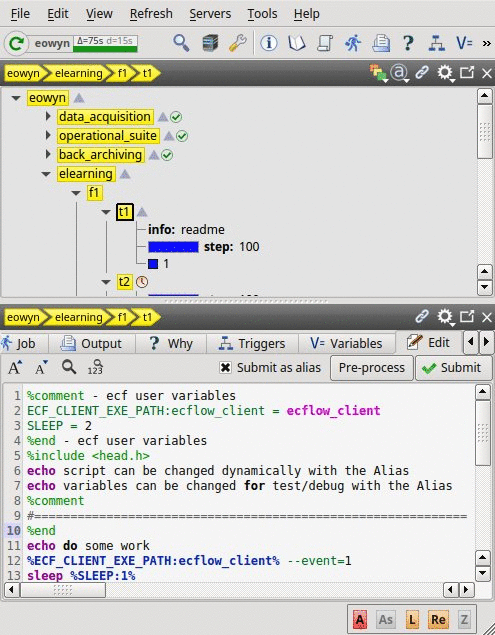 File Edit View Refresh Servers Tools Help
eowyn Δ=75s d=15s V= »
eowyn elearning f1 t1
eowyn
data_acquisition
operational_suite
back_archiving
elearning
f1
t1
info: readme
step: 100
1
t2
eowyn elearning f1 t1
Job Output ? Why Triggers V= Variables Edit
A A 123 Submit as alias Pre-process Submit
1 %comment - ecf user variables
2 ECF_CLIENT_EXE_PATH:ecflow_client = ecflow_client
3 SLEEP = 2
4 %end - ecf user variables
5 %include <head.h>
6 echo script can be changed dynamically with the Alias
7 echo variables can be changed for test/debug with the Alias
8 %comment
9 #============================================================
10 %end
11 echo do some work
12 %ECF_CLIENT_EXE_PATH:ecflow_client% --event=1
13 sleep %SLEEP:1%
A As L Re Z